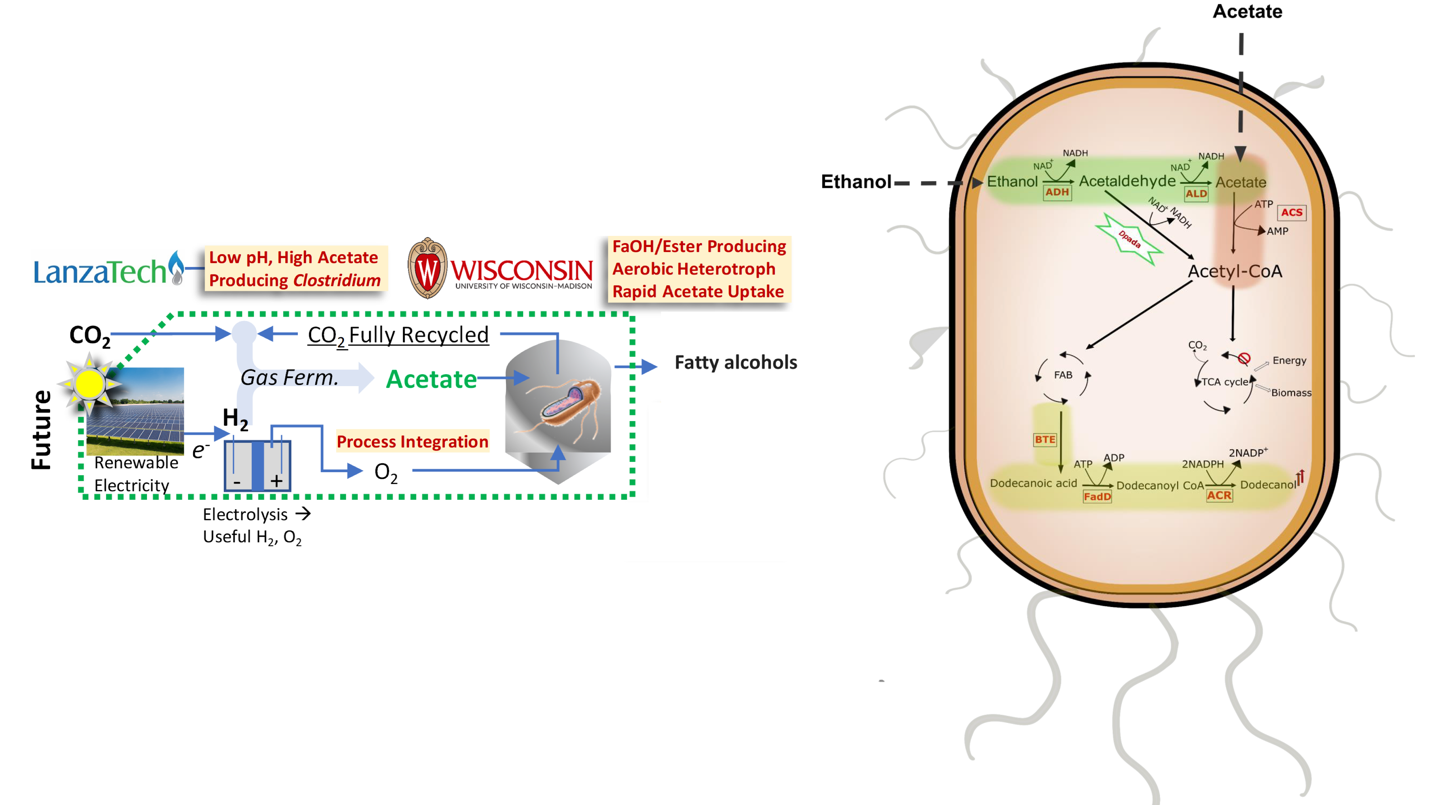 LanzaTech
Low pH, High Acetate
Producing Clostridium
W
WISCONSIN
UNIVERSITY OF WISCONSIN–MADISON
FaOH/Ester Producing
Aerobic Heterotroph
Rapid Acetate Uptake
Future
CO2
CO2 Fully Recycled
Gas Ferm.
Acetate
Fatty alcohols
H2
e-
Process Integration
O2
- +
Renewable
Electricity
Electrolysis →
Useful H2, O2
Acetate
Ethanol
NAD+ NADH
NAD+ NADH
Ethanol
Acetaldehyde
Acetate
ADH
ALD
NAD+ NADH
Dpada
ATP
ACS
AMP
Acetyl-CoA
FAB
CO2
TCA cycle
Energy
Biomass
BTE
ATP
ADP
2NADPH
2NADP+
Dodecanoic acid
Dodecanoyl CoA
Dodecanol
FadD
ACR